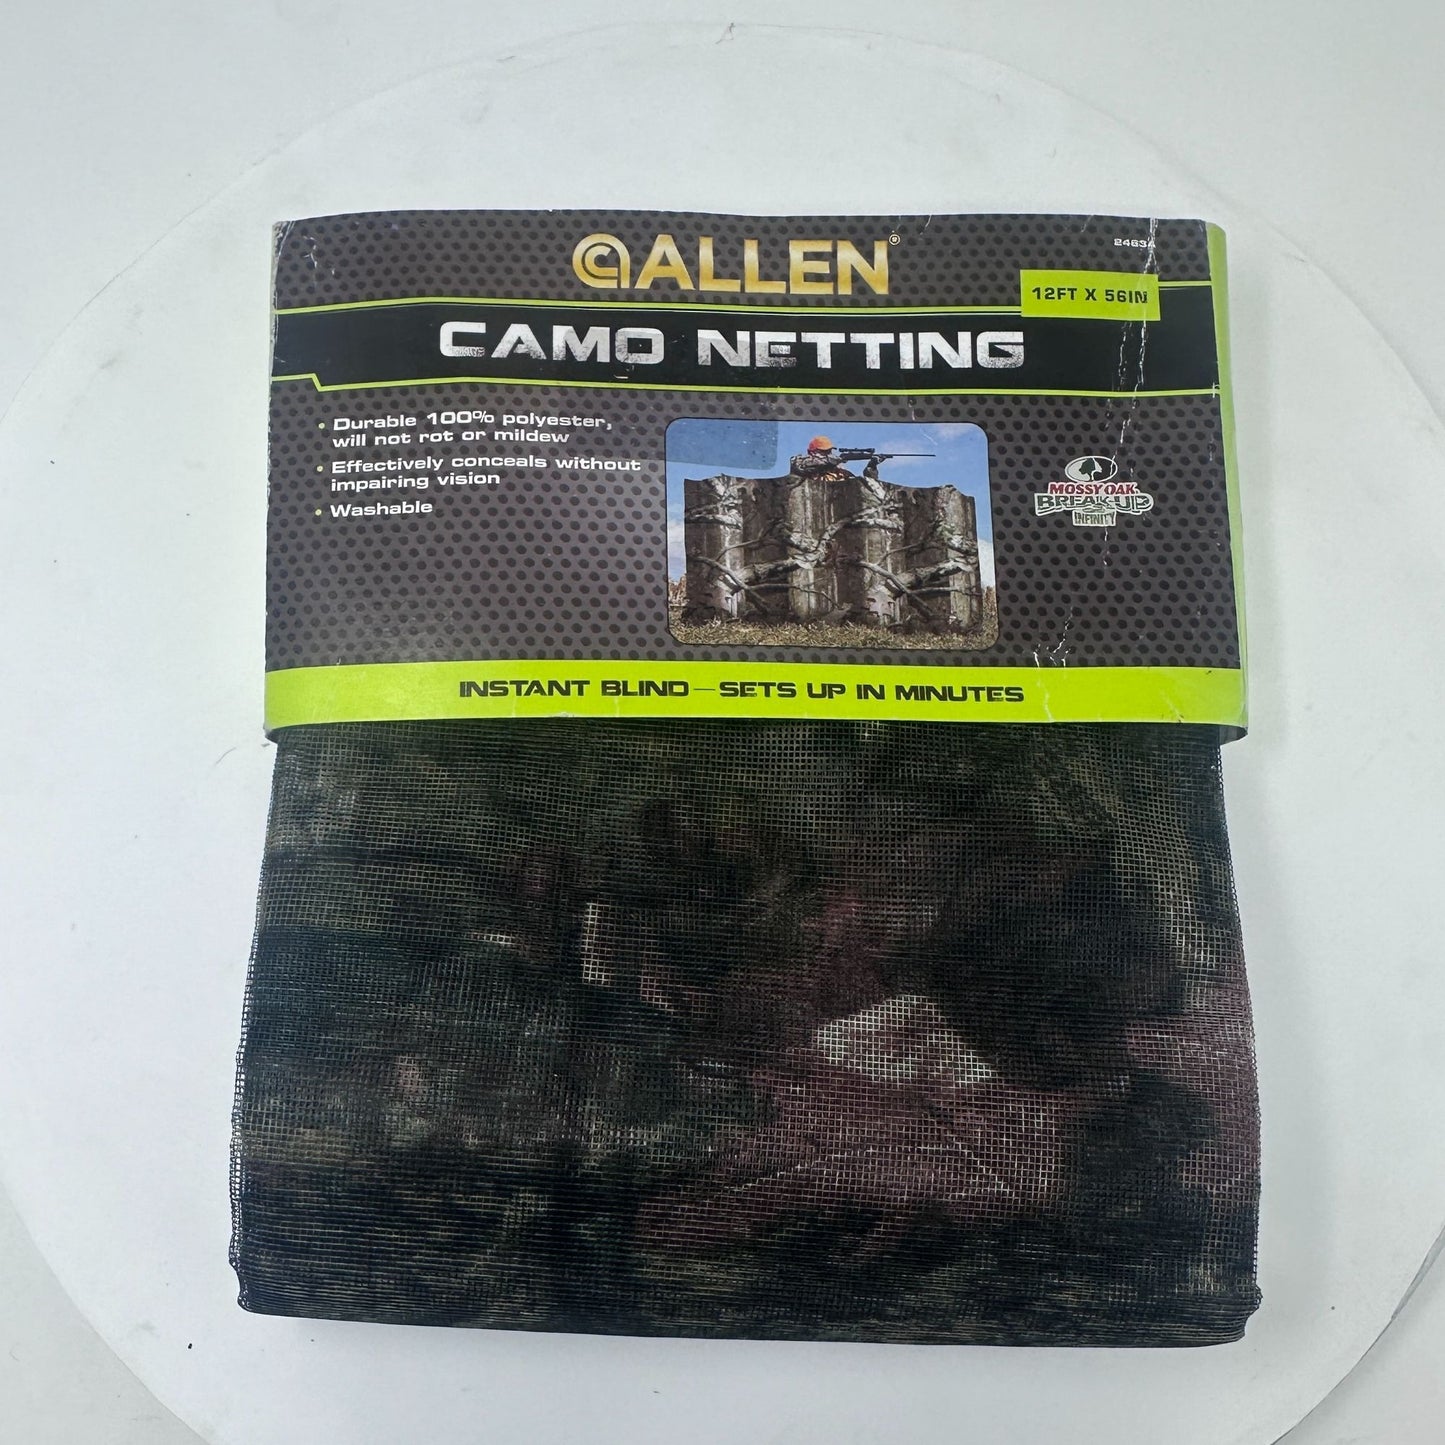 ALLEN®
2463A
12FT X 56IN
CAMO NETTING
• Durable 100% polyester,
will not rot or mildew
• Effectively conceals without
impairing vision
• Washable
MOSSY OAK
BREAK-UP
INFINITY
INSTANT BLIND—SETS UP IN MINUTES